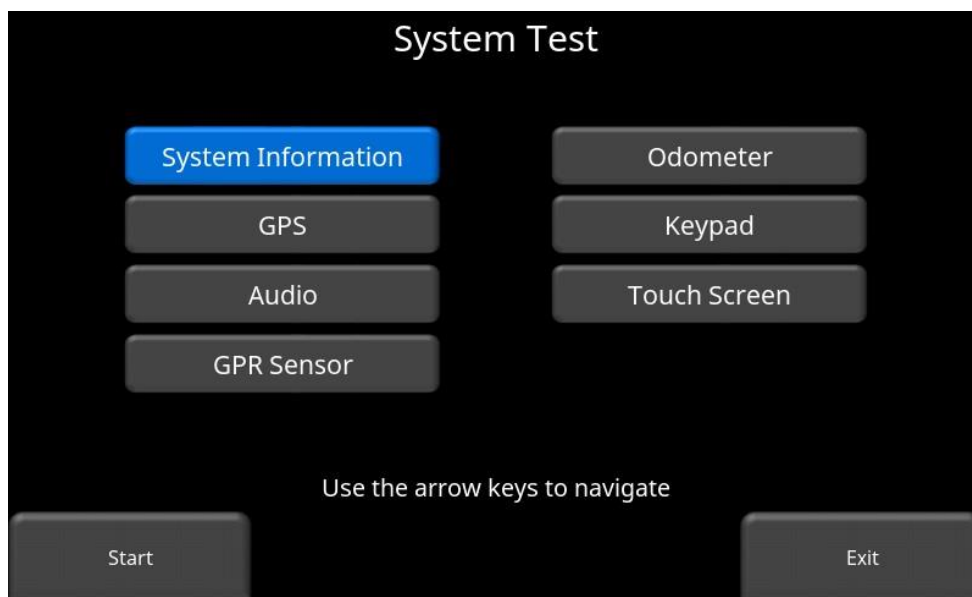 System Test
System Information
Odometer
GPS
Keypad
Audio
Touch Screen
GPR Sensor
Use the arrow keys to navigate
Start
Exit